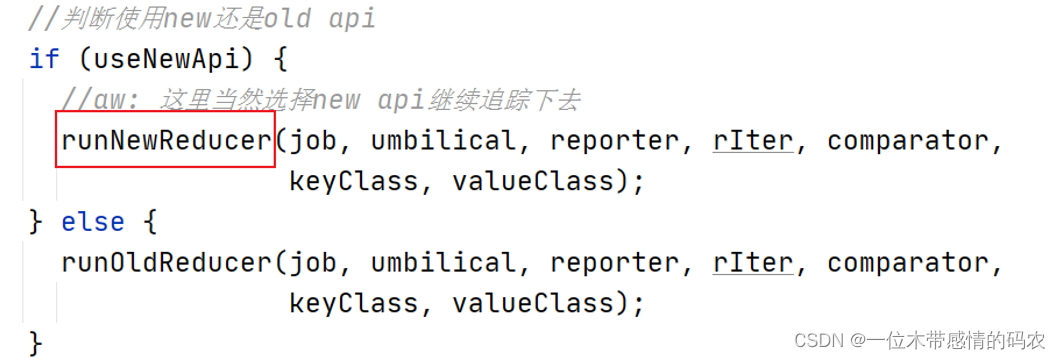 //判断使用new还是old api
if (useNewApi) {
//aw: 这里当然选择new api继续追踪下去
runNewReducer(job, umbilical, reporter, rIter, comparator,
keyClass, valueClass);
} else {
runOldReducer(job, umbilical, reporter, rIter, comparator,
keyClass, valueClass);
}
CSDN @一位木带感情的码农